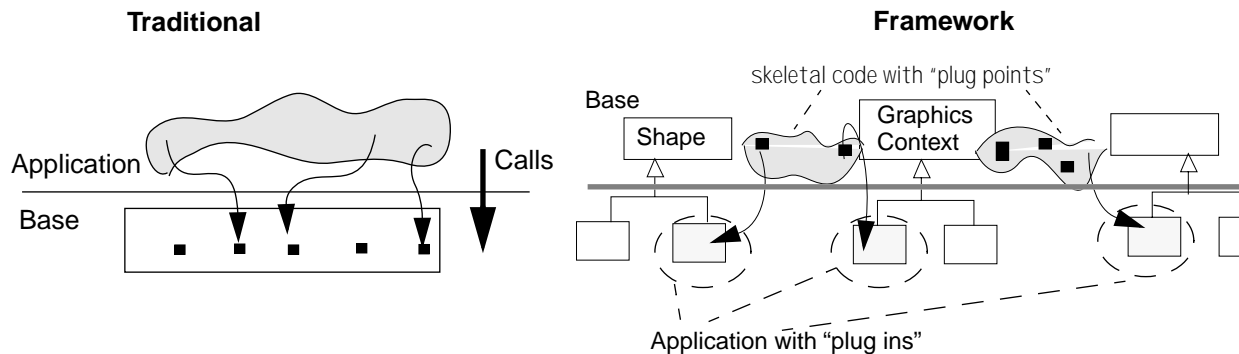 Traditional
Framework
skeletal code with "plug points"
Base
Shape
Graphics
Context
Application
Calls
Base
Application with "plug ins"